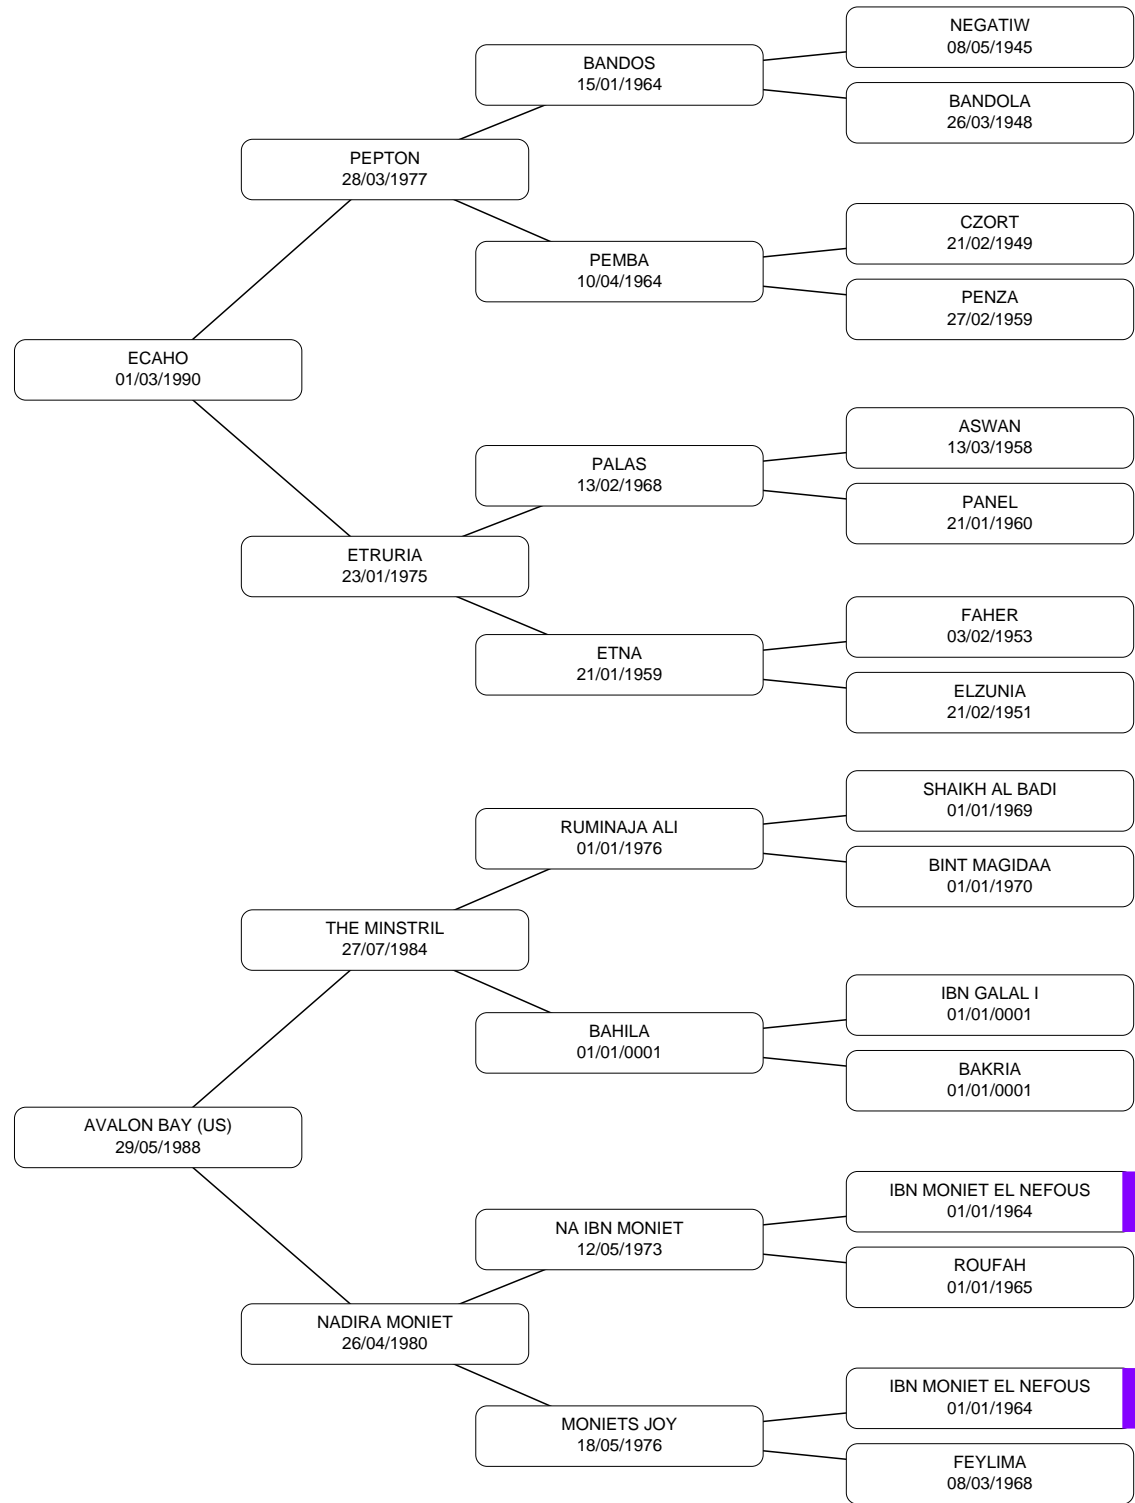 NEGATIW
08/05/1945
BANDOS
15/01/1964
BANDOLA
26/03/1948
PEPTON
28/03/1977
CZORT
21/02/1949
PEMBA
10/04/1964
PENZA
27/02/1959
ECAHO
01/03/1990
ASWAN
13/03/1958
PALAS
13/02/1968
PANEL
21/01/1960
ETRURIA
23/01/1975
FAHER
03/02/1953
ETNA
21/01/1959
ELZUNIA
21/02/1951
SHAIKH AL BADI
01/01/1969
RUMINAJA ALI
01/01/1976
BINT MAGIDAA
01/01/1970
THE MINSTRIL
27/07/1984
IBN GALAL I
01/01/0001
BAHILA
01/01/0001
BAKRIA
01/01/0001
AVALON BAY (US)
29/05/1988
IBN MONIET EL NEFOUS
01/01/1964
NA IBN MONIET
12/05/1973
ROUFAH
01/01/1965
NADIRA MONIET
26/04/1980
IBN MONIET EL NEFOUS
01/01/1964
MONIETS JOY
18/05/1976
FEYLIMA
08/03/1968